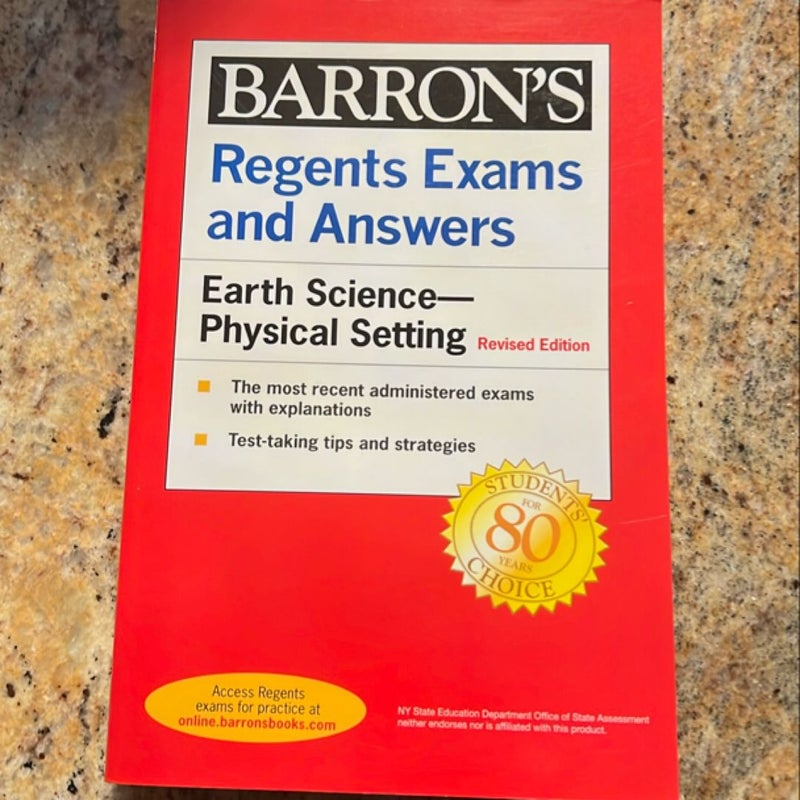 BARRON'S
Regents Exams
and Answers
Earth Science—
Physical Setting Revised Edition
The most recent administered exams
with explanations
Test-taking tips and strategies
STUDENTS'
FOR
80
YEARS
CHOICE
Access Regents
exams for practice at
online.barronsbooks.com
NY State Education Department Office of State Assessment
neither endorses nor is affiliated with this product.